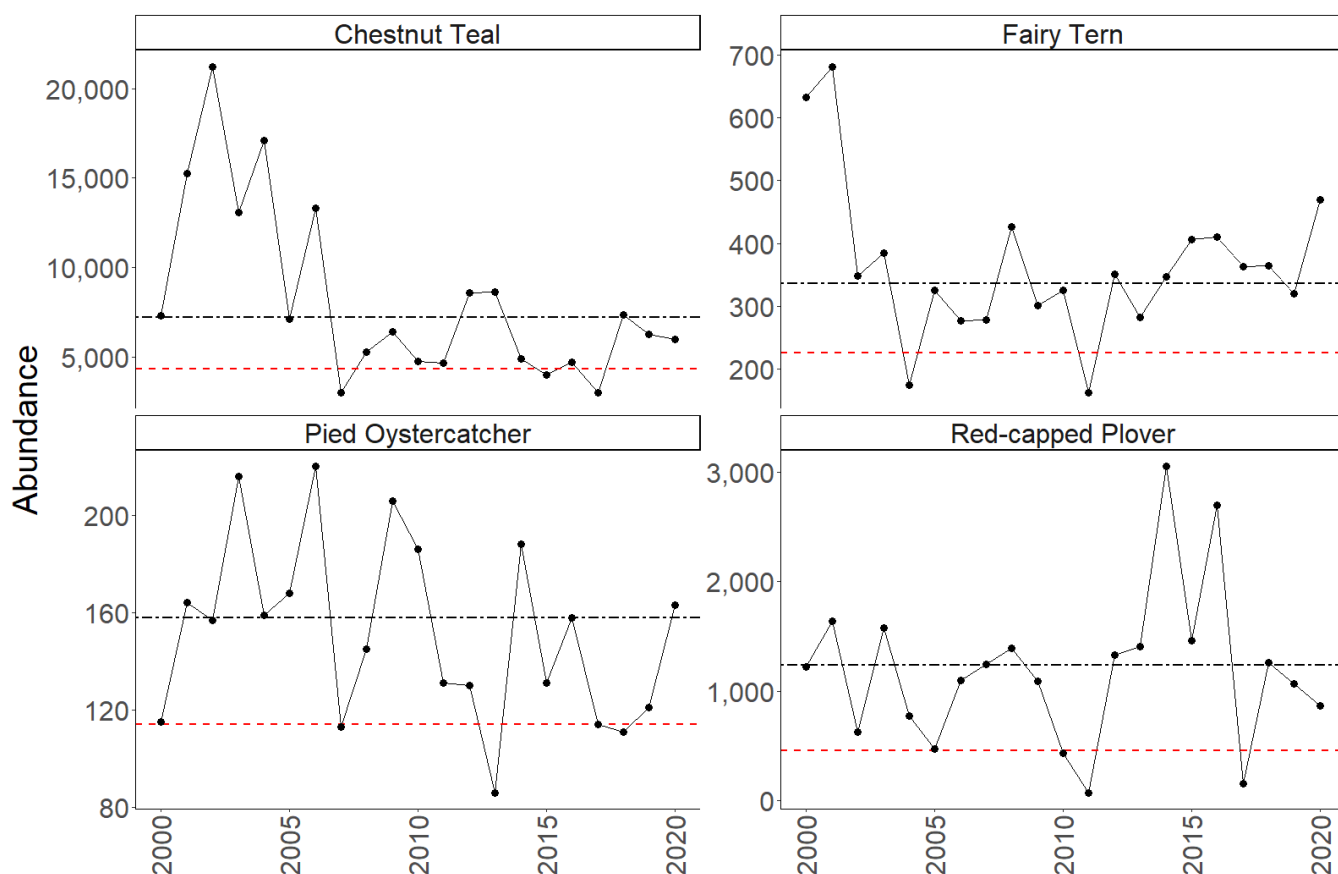 Chestnut Teal
Fairy Tern
20,000
15,000
10,000
5,000
700
600
500
400
300
200
Abundance
Pied Oystercatcher
Red-capped Plover
200
160
120
80
3,000
2,000
1,000
0
2000 2005 2010 2015 2020
2000 2005 2010 2015 2020